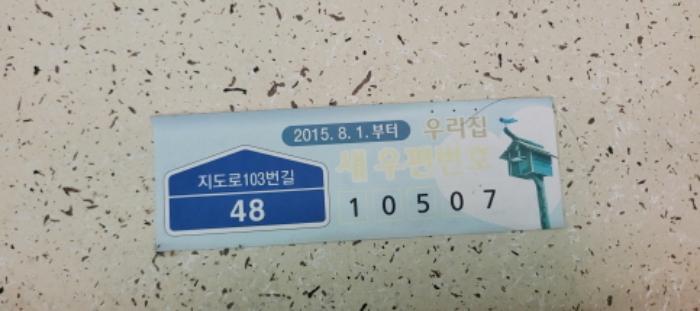 2015. 8. 1. 부터 우리집
새 우편번호
지도로103번길
48
10507